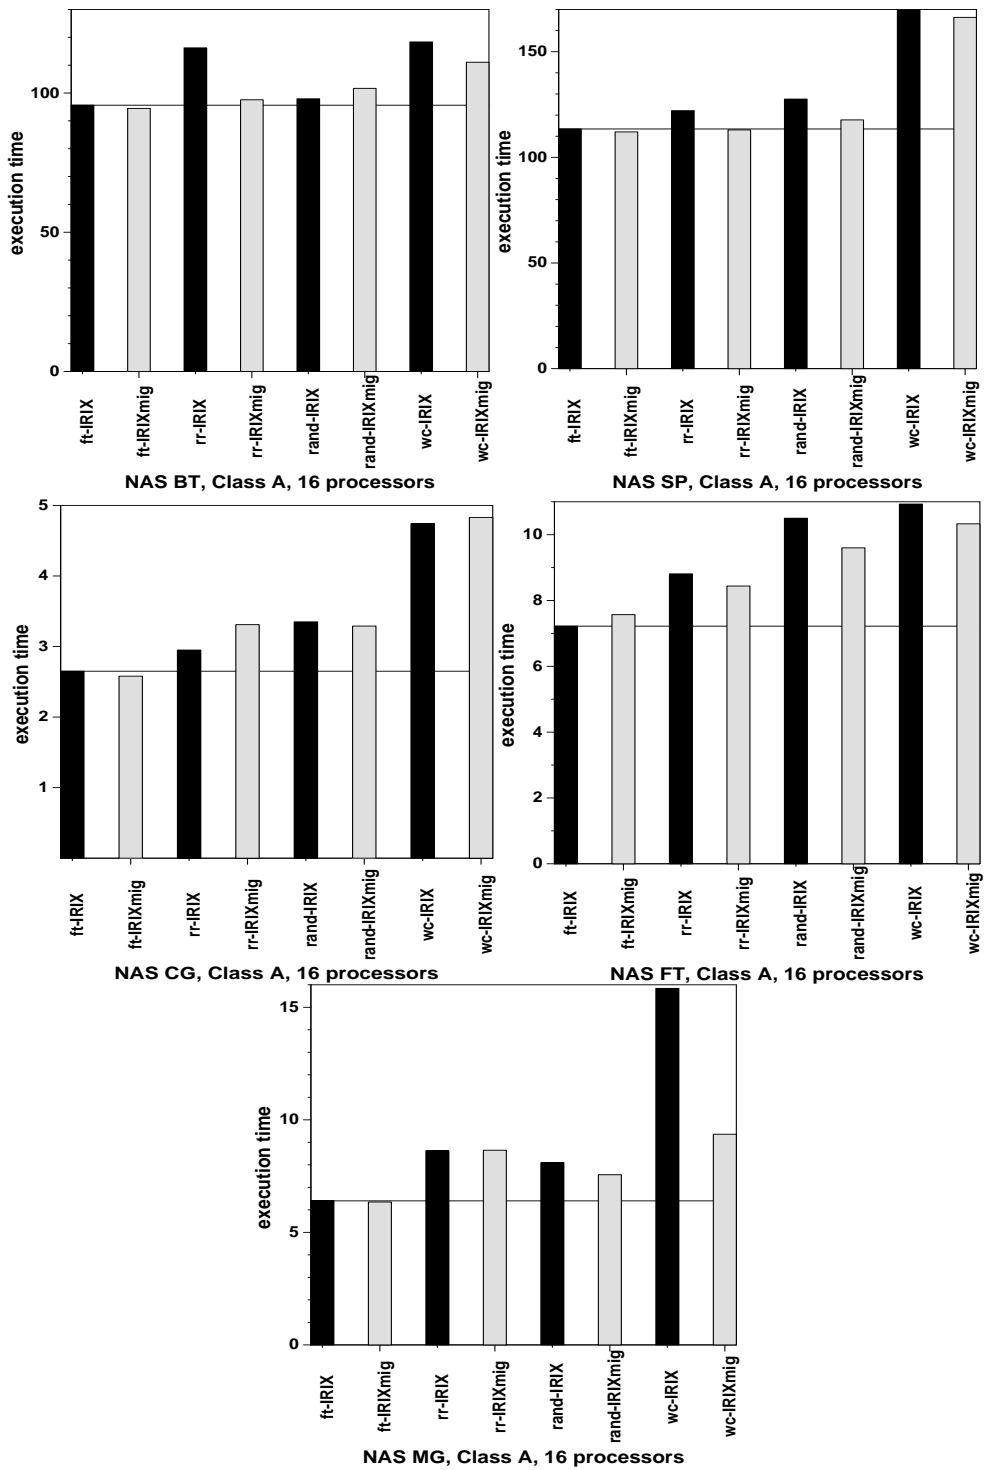 execution time
100
50
0
ft-IRIX
ft-IRIXmig
rr-IRIX
rr-IRIXmig
rand-IRIX
rand-IRIXmig
wc-IRIX
wc-IRIXmig
NAS BT, Class A, 16 processors
execution time
150
100
50
0
ft-IRIX
ft-IRIXmig
rr-IRIX
rr-IRIXmig
rand-IRIX
rand-IRIXmig
wc-IRIX
wc-IRIXmig
NAS SP, Class A, 16 processors
execution time
5
4
3
2
1
ft-IRIX
ft-IRIXmig
rr-IRIX
rr-IRIXmig
rand-IRIX
rand-IRIXmig
wc-IRIX
wc-IRIXmig
NAS CG, Class A, 16 processors
execution time
10
8
6
4
2
0
ft-IRIX
ft-IRIXmig
rr-IRIX
rr-IRIXmig
rand-IRIX
rand-IRIXmig
wc-IRIX
wc-IRIXmig
NAS FT, Class A, 16 processors
execution time
15
10
5
0
ft-IRIX
ft-IRIXmig
rr-IRIX
rr-IRIXmig
rand-IRIX
rand-IRIXmig
wc-IRIX
wc-IRIXmig
NAS MG, Class A, 16 processors